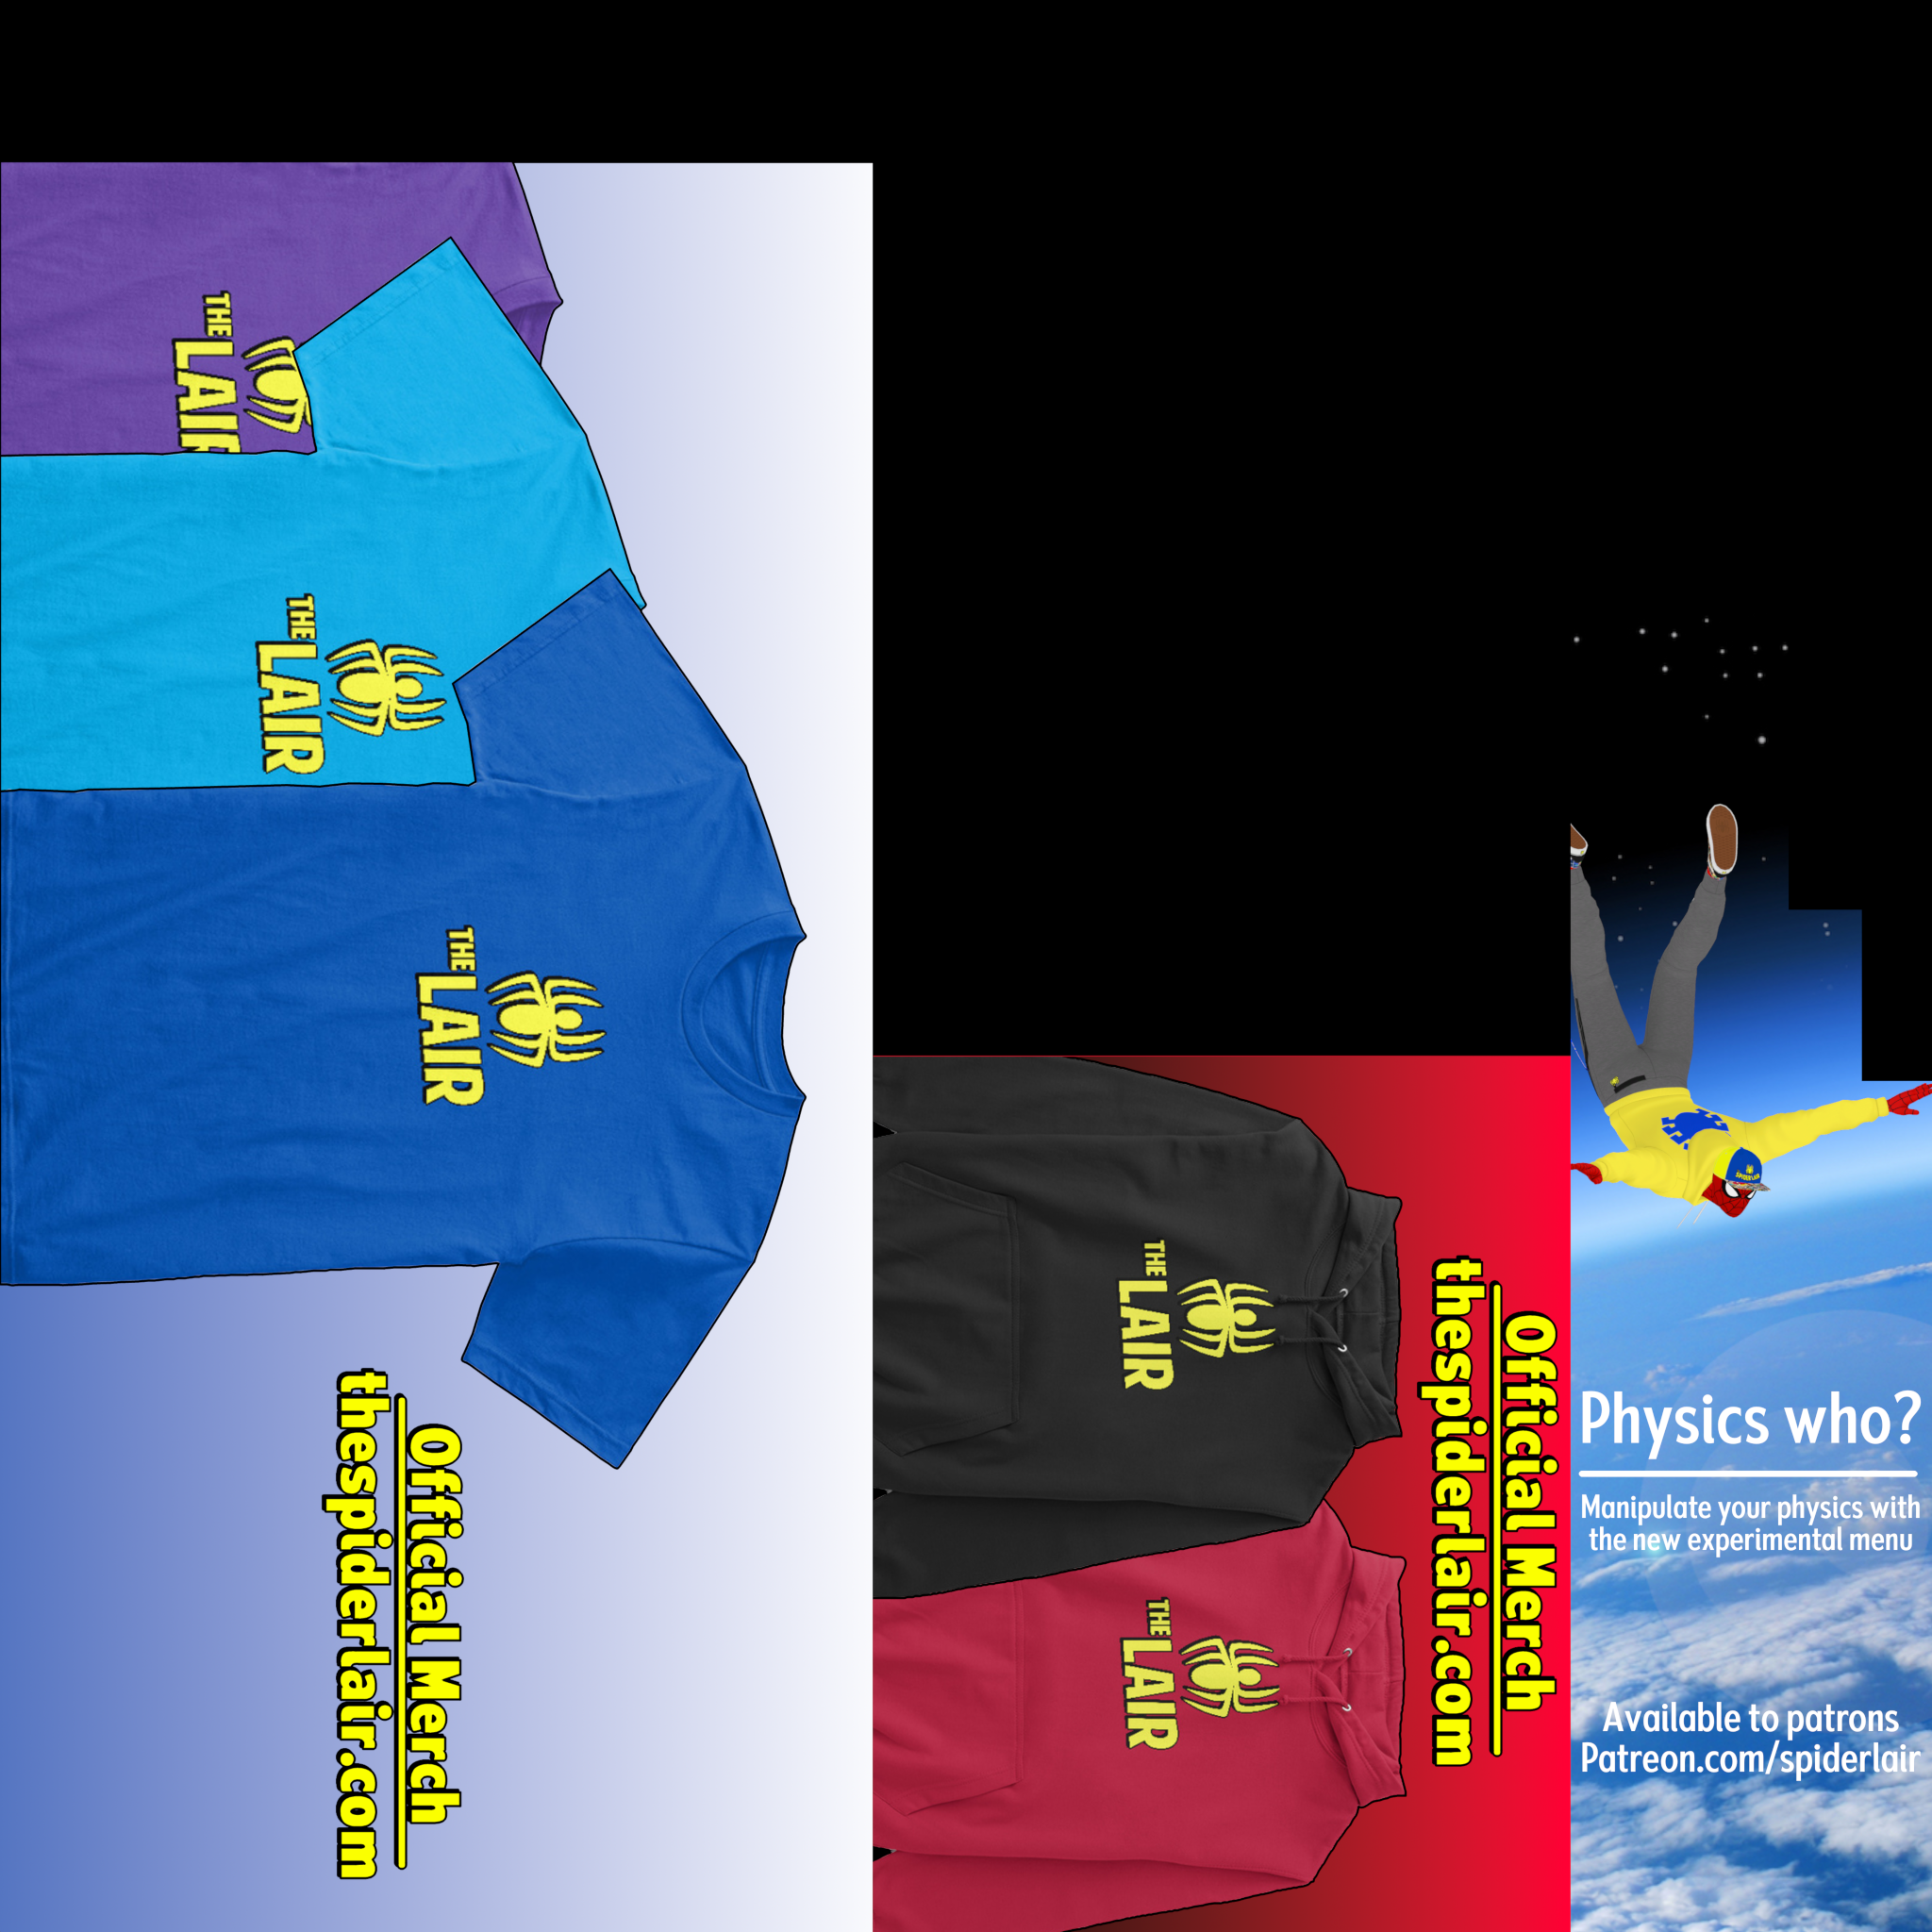 THE
LAIR
THE
LAIR
THE
LAIR
Official Merch
thespiderlair.com
THE
LAIR
THE
LAIR
Official Merch
thespiderlair.com
SPIDERLAIR
Physics who?
Manipulate your physics with
the new experimental menu
Available to patrons
Patreon.com/spiderlair